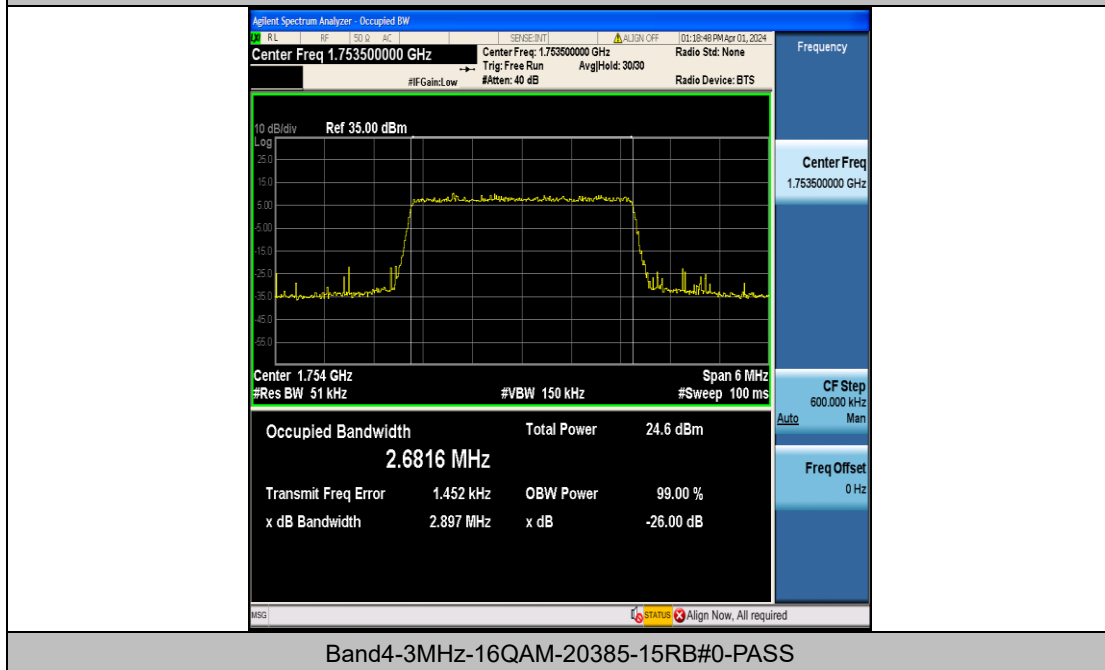 Agilent Spectrum Analyzer - Occupied BW
LXI RL RF 50 Ω AC SENSE:INT ALIGN OFF 01:18:48 PM Apr 01, 2024
Center Freq 1.753500000 GHz
Center Freq: 1.753500000 GHz Radio Std: None
Trig: Free Run Avg|Hold: 30/30
#IFGain:Low #Atten: 40 dB Radio Device: BTS
Frequency
10 dB/div Ref 35.00 dBm
Log
25.0
15.0
5.00
-5.00
-15.0
-25.0
-35.0
-45.0
-55.0
Center 1.754 GHz Span 6 MHz
#Res BW 51 kHz #VBW 150 kHz #Sweep 100 ms
Center Freq
1.753500000 GHz
CF Step
600.000 kHz
Auto Man
Freq Offset
0 Hz
Occupied Bandwidth Total Power 24.6 dBm
2.6816 MHz
Transmit Freq Error 1.452 kHz OBW Power 99.00 %
x dB Bandwidth 2.897 MHz x dB -26.00 dB
MSG STATUS Align Now, All required
Band4-3MHz-16QAM-20385-15RB#0-PASS